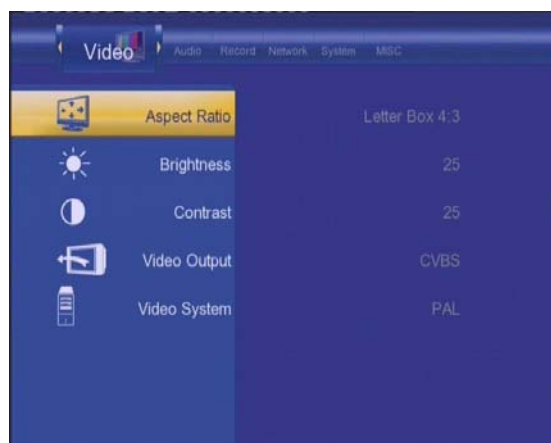 Video Audio Record Network System MISC
Aspect Ratio Letter Box 4:3
Brightness 25
Contrast 25
Video Output CVBS
Video System PAL